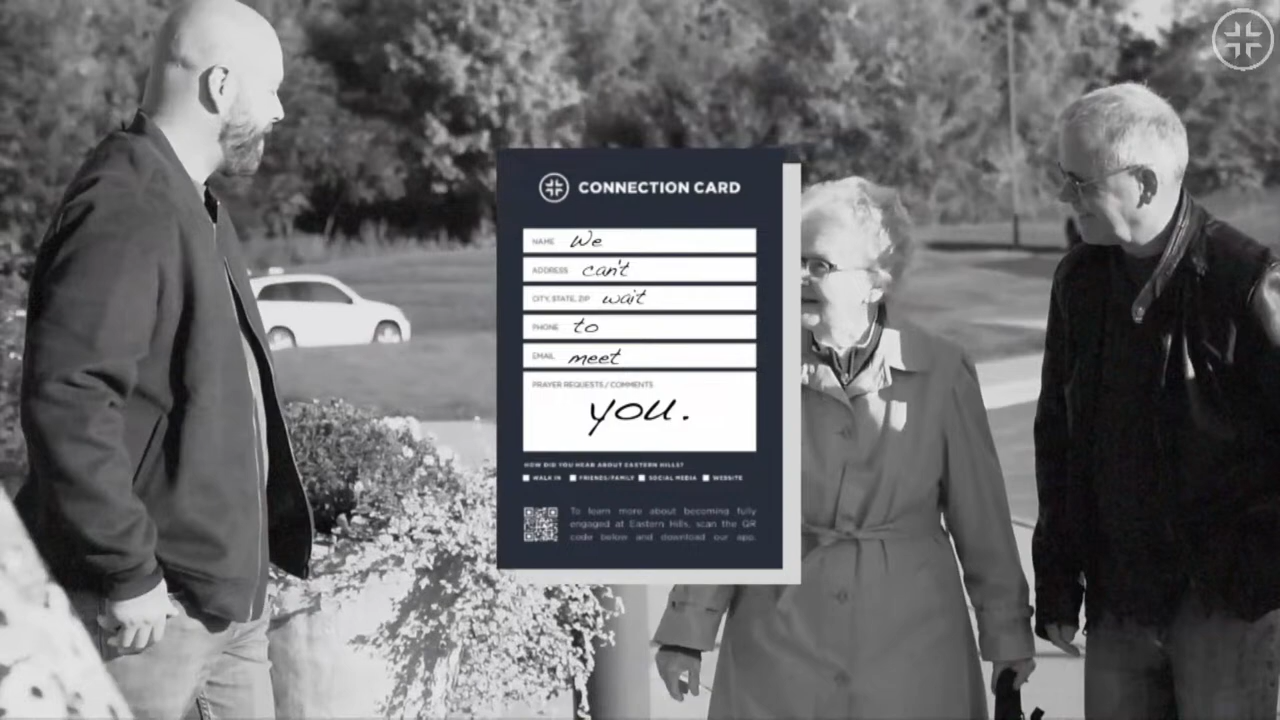 CONNECTION CARD
NAME We
ADDRESS can't
CITY, STATE, ZIP wait
PHONE to
EMAIL meet
PRAYER REQUESTS / COMMENTS
you.
HOW DID YOU HEAR ABOUT EASTERN HILLS?
WALK IN FRIENDS/FAMILY SOCIAL MEDIA WEBSITE
To learn more about becoming fully
engaged at Eastern Hills, scan the QR
code below and download our app.